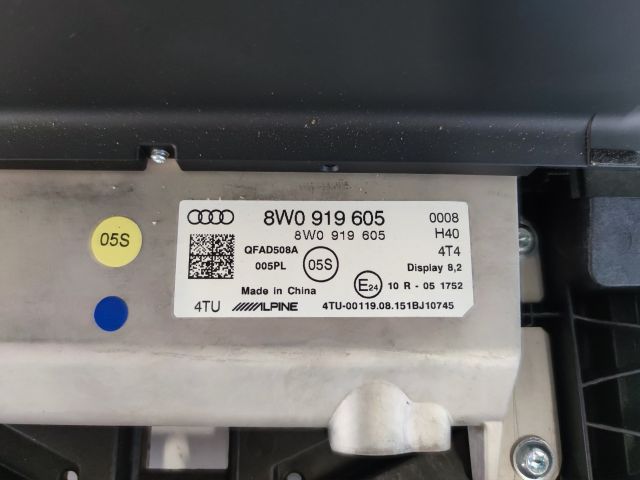 05S
8W0 919 605
0008
8W0 919 605
H40
QFAD508A
4T4
005PL
05S
Display 8,2
Made in China
E24
10 R - 05 1752
4TU
ALPINE
4TU-00119.08.151BJ10745